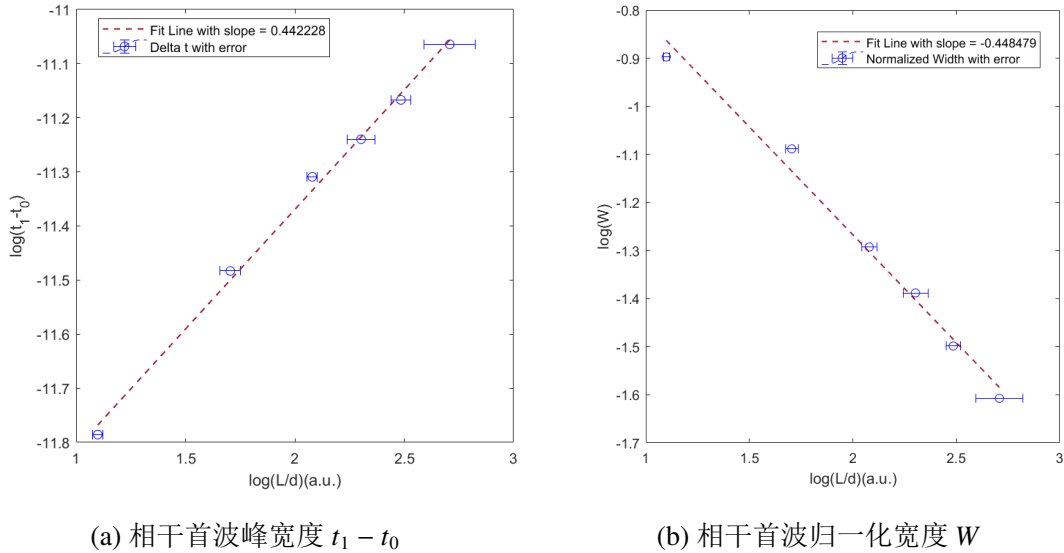 -11
-11.1
-11.2
-11.3
-11.4
-11.5
-11.6
-11.7
-11.8
log(t₁-t₀)
Fit Line with slope = 0.442228
Delta t with error
1
1.5
2
2.5
3
log(L/d)(a.u.)
(a) 相干首波峰宽度 t₁ − t₀
-0.8
-0.9
-1
-1.1
-1.2
-1.3
-1.4
-1.5
-1.6
-1.7
log(W)
Fit Line with slope = -0.448479
Normalized Width with error
1
1.5
2
2.5
3
log(L/d)(a.u.)
(b) 相干首波归一化宽度 W